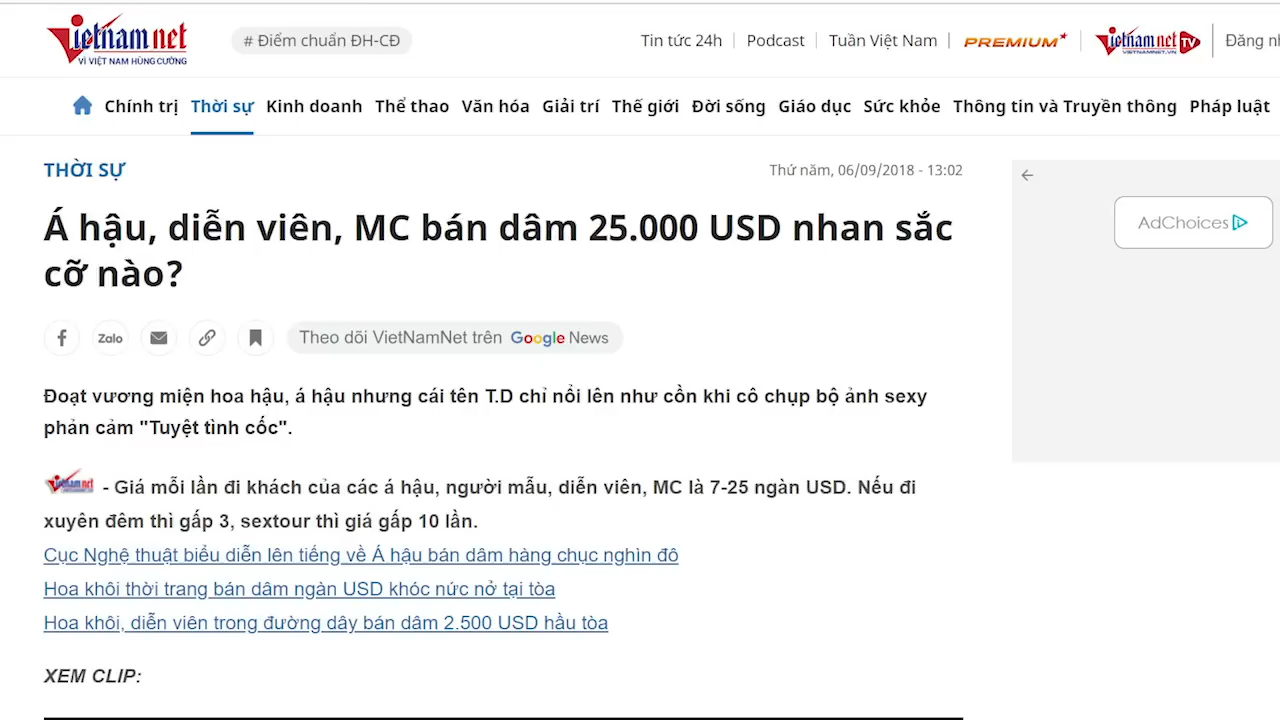 Vietnamnet
VÌ VIỆT NAM HÙNG CƯỜNG
# Điểm chuẩn ĐH-CĐ
Tin tức 24h
Podcast
Tuần Việt Nam
PREMIUM
Vietnamnet TV
VIETNAMNET.VN
Đăng nh
Chính trị Thời sự Kinh doanh Thể thao Văn hóa Giải trí Thế giới Đời sống Giáo dục Sức khỏe Thông tin và Truyền thông Pháp luật
THỜI SỰ
Thứ năm, 06/09/2018 - 13:02
Á hậu, diễn viên, MC bán dâm 25.000 USD nhan sắc
cỡ nào?
Zalo
Theo dõi VietNamNet trên Google News
AdChoices
Đoạt vương miện hoa hậu, á hậu nhưng cái tên T.D chỉ nổi lên như cồn khi cô chụp bộ ảnh sexy
phản cảm "Tuyệt tình cốc".
Vietnamnet - Giá mỗi lần đi khách của các á hậu, người mẫu, diễn viên, MC là 7-25 ngàn USD. Nếu đi
xuyên đêm thì gấp 3, sextour thì giá gấp 10 lần.
Cục Nghệ thuật biểu diễn lên tiếng về Á hậu bán dâm hàng chục nghìn đô
Hoa khôi thời trang bán dâm ngàn USD khóc nức nở tại tòa
Hoa khôi, diễn viên trong đường dây bán dâm 2.500 USD hầu tòa
XEM CLIP: